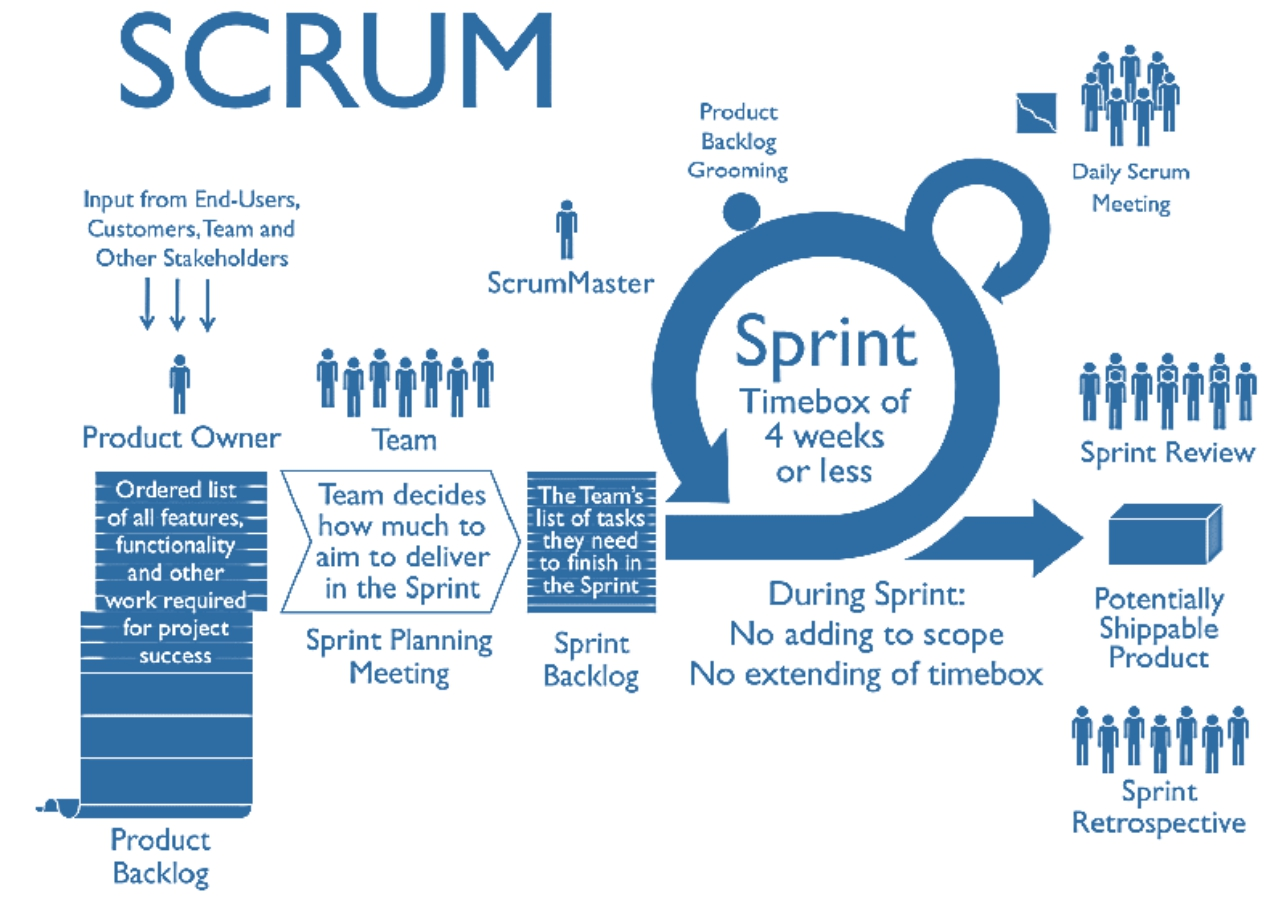 SCRUM
Input from End-Users,
Customers, Team and
Other Stakeholders
Product Owner
Ordered list
of all features,
functionality
and other
work required
for project
success
Product
Backlog
Team
Team decides
how much to
aim to deliver
in the Sprint
Sprint Planning
Meeting
ScrumMaster
The Team's
list of tasks
they need
to finish in
the Sprint
Sprint
Backlog
Product
Backlog
Grooming
Sprint
Timebox of
4 weeks
or less
During Sprint:
No adding to scope
No extending of timebox
Daily Scrum
Meeting
Sprint Review
Potentially
Shippable
Product
Sprint
Retrospective